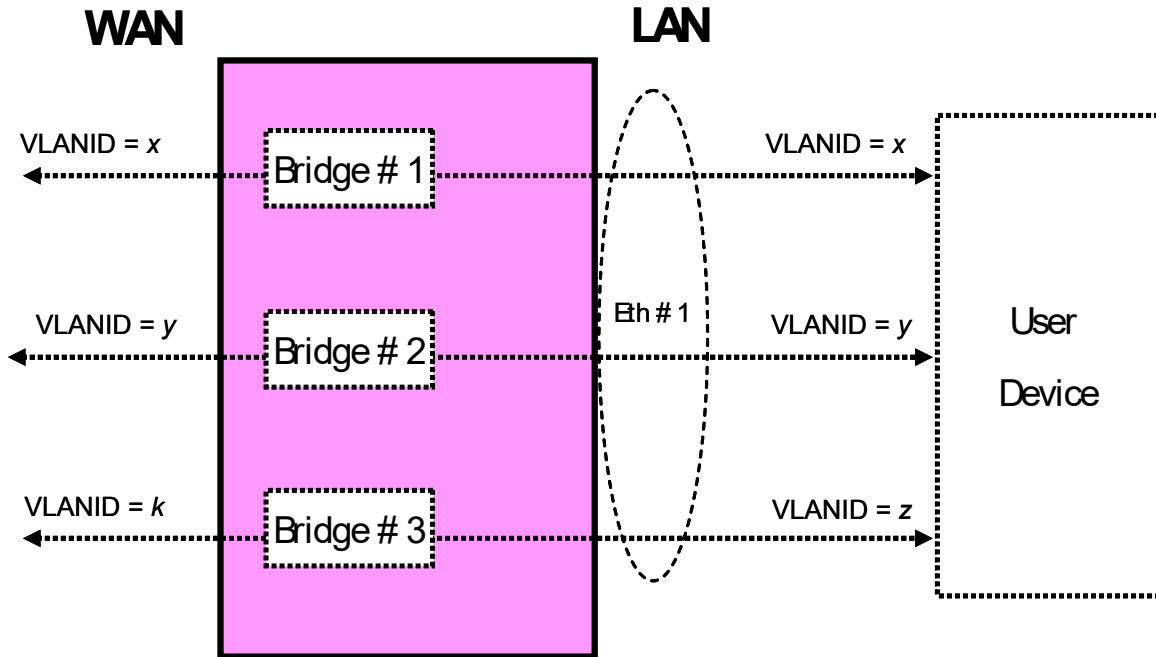 WAN
LAN
VLANID = x
Bridge # 1
VLANID = x
Eth # 1
VLANID = y
Bridge # 2
VLANID = y
User
Device
VLANID = k
Bridge # 3
VLANID = z